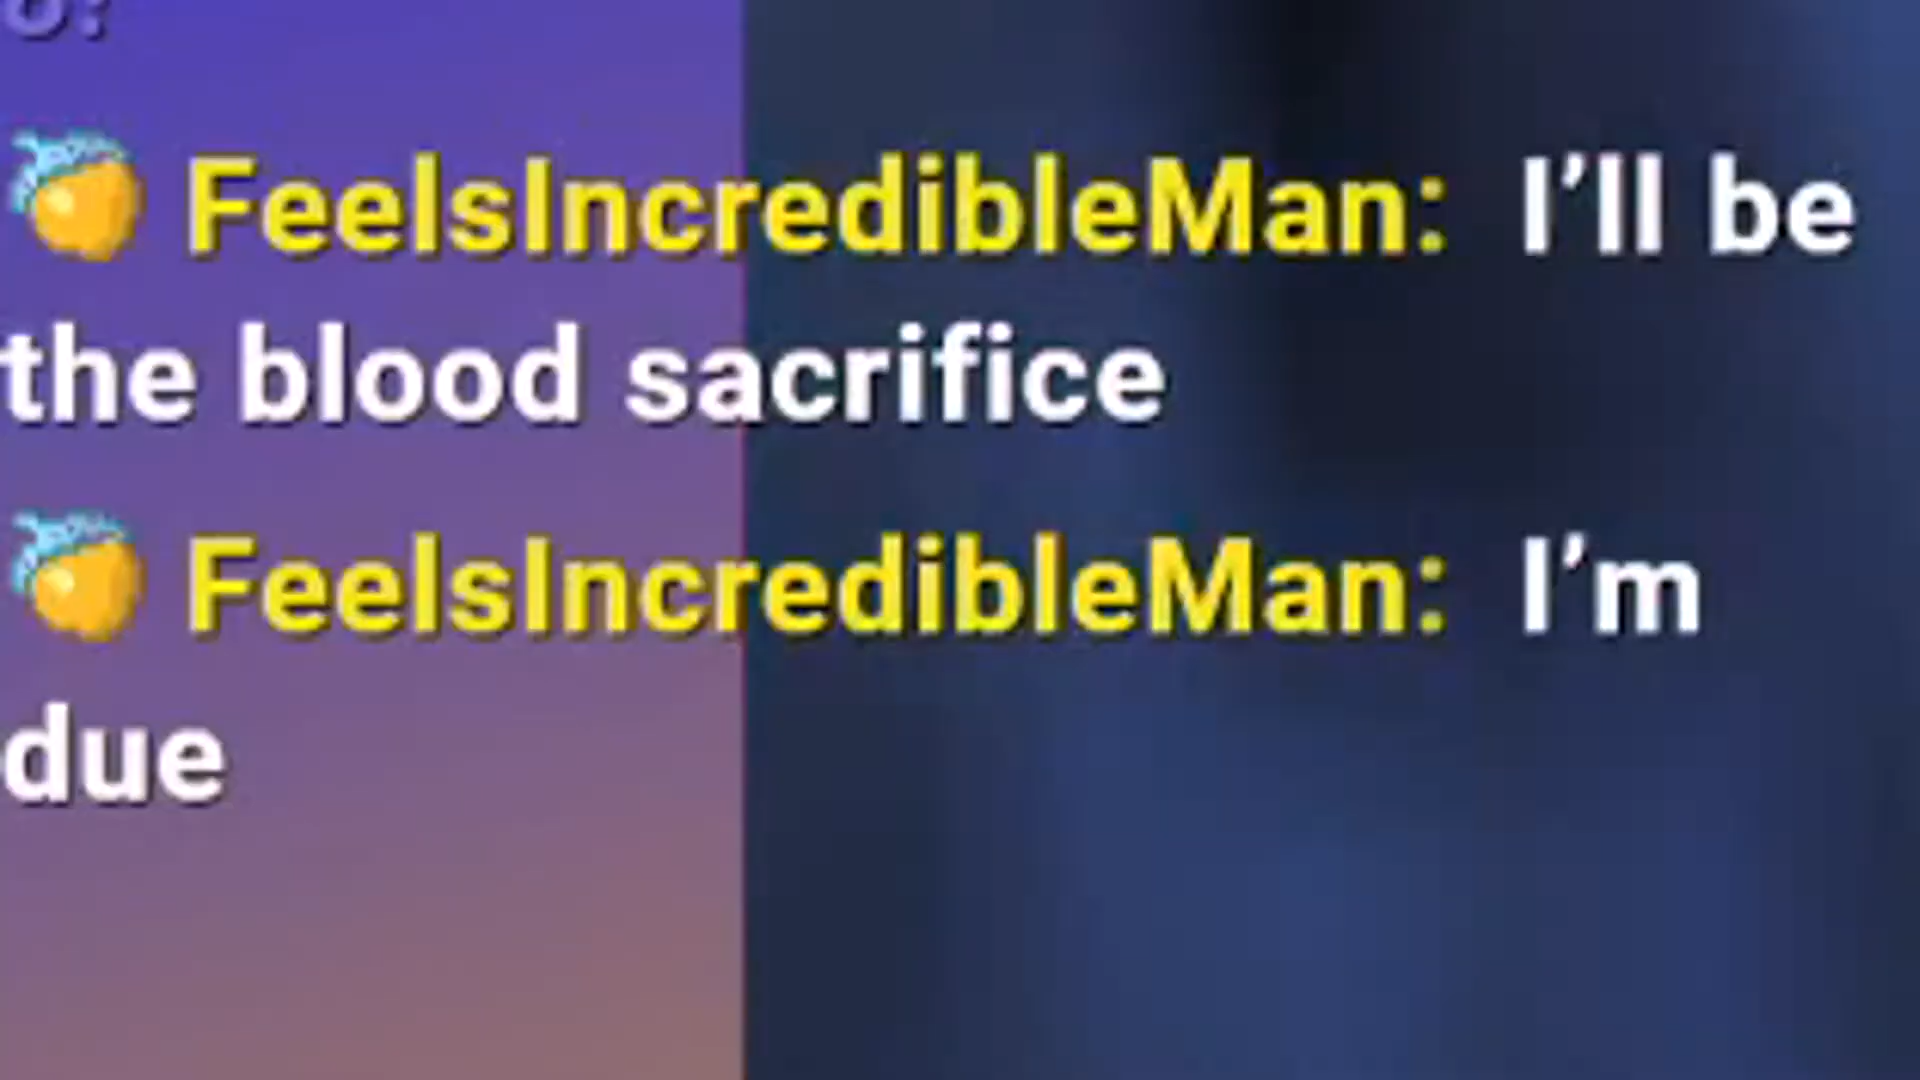 FeelsIncredibleMan: I’ll be
the blood sacrifice
FeelsIncredibleMan: I’m
due